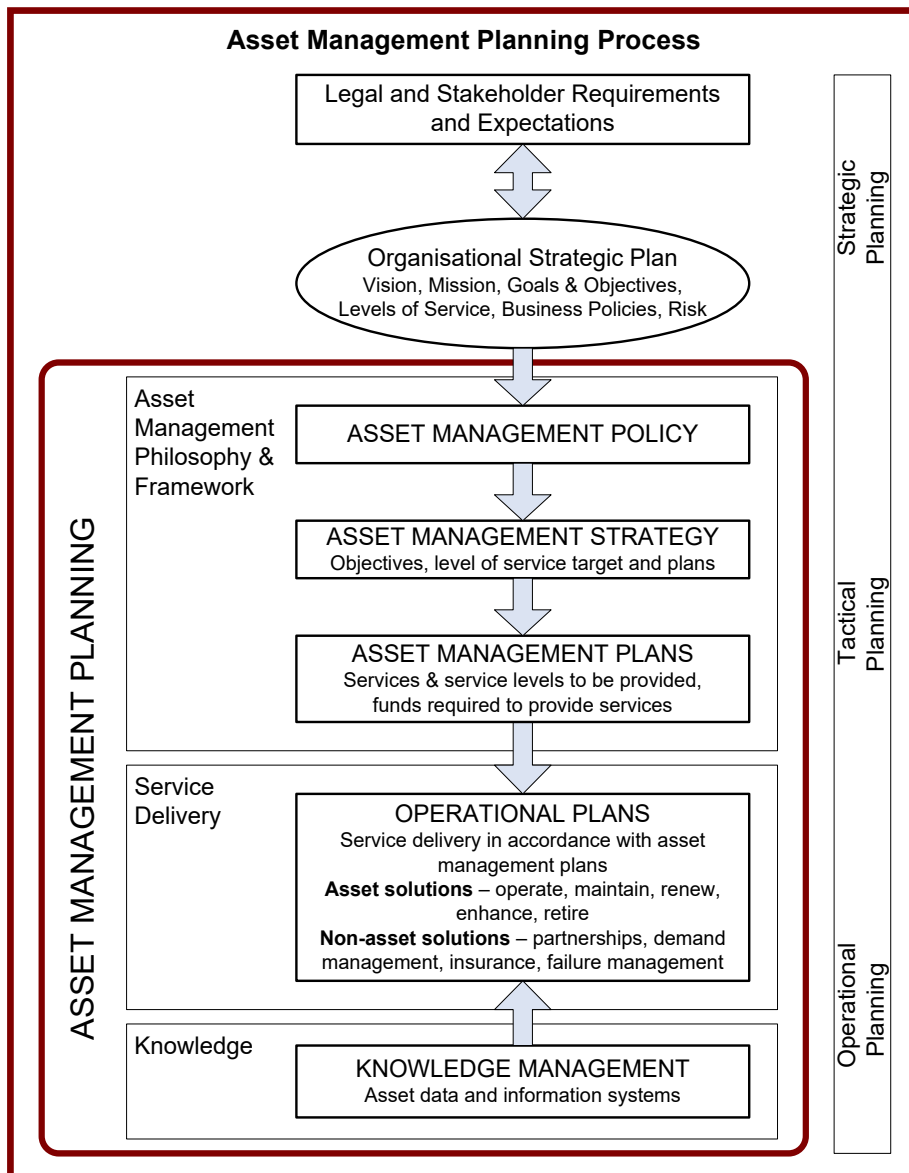 Asset Management Planning Process
Legal and Stakeholder Requirements
and Expectations
Organisational Strategic Plan
Vision, Mission, Goals & Objectives,
Levels of Service, Business Policies, Risk
Strategic
Planning
ASSET MANAGEMENT PLANNING
Asset
Management
Philosophy &
Framework
ASSET MANAGEMENT POLICY
ASSET MANAGEMENT STRATEGY
Objectives, level of service target and plans
ASSET MANAGEMENT PLANS
Services & service levels to be provided,
funds required to provide services
Tactical
Planning
Service
Delivery
OPERATIONAL PLANS
Service delivery in accordance with asset
management plans
Asset solutions – operate, maintain, renew,
enhance, retire
Non-asset solutions – partnerships, demand
management, insurance, failure management
Operational
Planning
Knowledge
KNOWLEDGE MANAGEMENT
Asset data and information systems